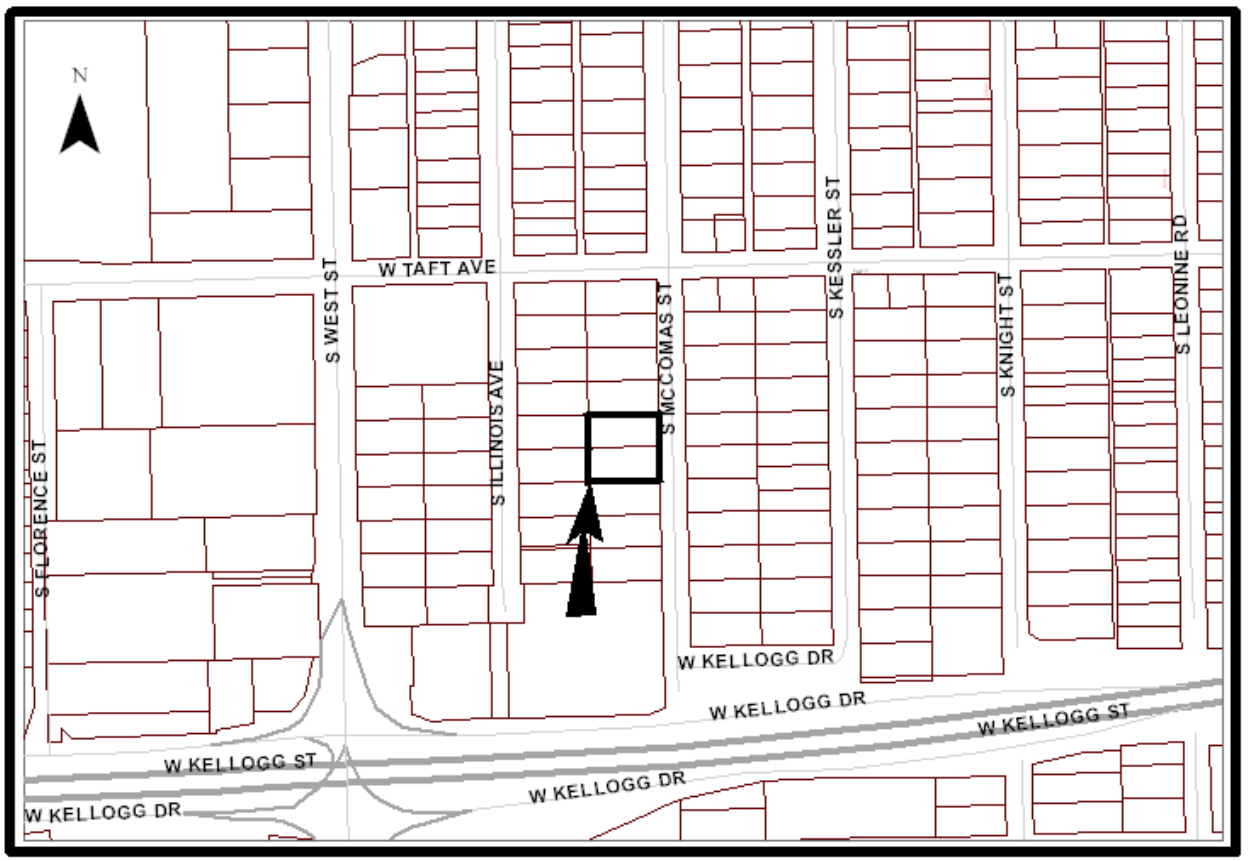 N
W TAFT AVE
S WEST ST
S ILLINOIS AVE
S MCCOMAS ST
S KESSLER ST
S KNIGHT ST
S LEONINE RD
S FLORENCE ST
W KELLOGG DR
W KELLOGG DR
W KELLOGG ST
W KELLOGG ST
W KELLOGG DR
W KELLOGG DR